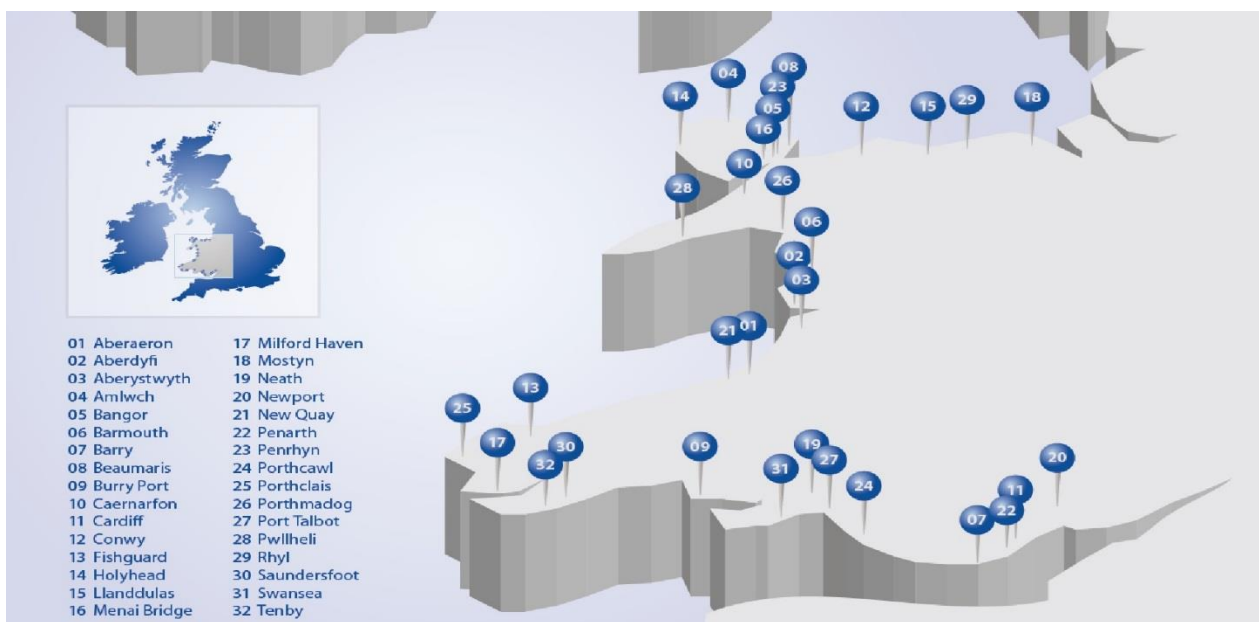 08
04
23
14
05
12
15
29
18
16
10
28
26
06
02
03
21
01
13
25
17
30
32
09
19
31
27
24
20
11
22
07
01 Aberaeron
02 Aberdyfi
03 Aberystwyth
04 Amlwch
05 Bangor
06 Barmouth
07 Barry
08 Beaumaris
09 Burry Port
10 Caernarfon
11 Cardiff
12 Conwy
13 Fishguard
14 Holyhead
15 Llanddulas
16 Menai Bridge
17 Milford Haven
18 Mostyn
19 Neath
20 Newport
21 New Quay
22 Penarth
23 Penrhyn
24 Porthcawl
25 Porthclais
26 Porthmadog
27 Port Talbot
28 Pwllheli
29 Rhyl
30 Saundersfoot
31 Swansea
32 Tenby